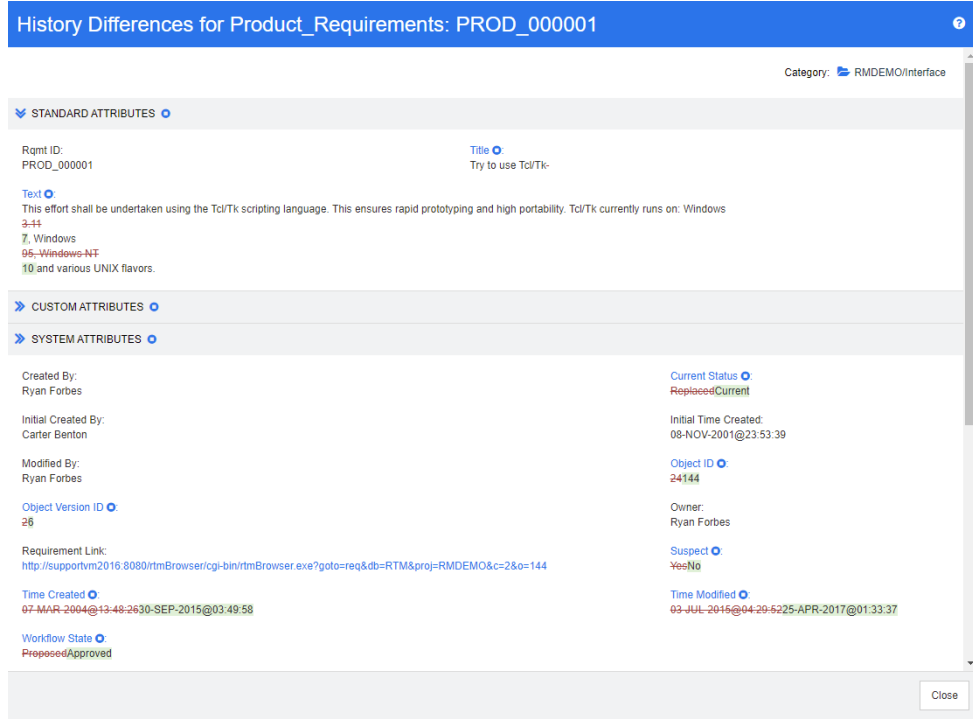 History Differences for Product_Requirements: PROD_000001
Category: RMDEMO/Interface
STANDARD ATTRIBUTES
Rqmt ID:
PROD_000001
Title :
Try to use Tcl/Tk-
Text :
This effort shall be undertaken using the Tcl/Tk scripting language. This ensures rapid prototyping and high portability. Tcl/Tk currently runs on: Windows
3.11
7, Windows
95, Windows NT
10 and various UNIX flavors.
CUSTOM ATTRIBUTES
SYSTEM ATTRIBUTES
Created By:
Ryan Forbes
Current Status :
ReplacedCurrent
Initial Created By:
Carter Benton
Initial Time Created:
08-NOV-2001@23:53:39
Modified By:
Ryan Forbes
Object ID :
24144
Object Version ID :
26
Owner:
Ryan Forbes
Requirement Link:
http://supportvm2016:8080/rtmBrowser/cgi-bin/rtmBrowser.exe?goto=req&db=RTM&proj=RMDEMO&c=2&o=144
Suspect :
YesNo
Time Created :
07-MAR-2004@13:48:2630-SEP-2015@03:49:58
Time Modified :
03-JUL-2015@04:29:5225-APR-2017@01:33:37
Workflow State :
ProposedApproved
Close